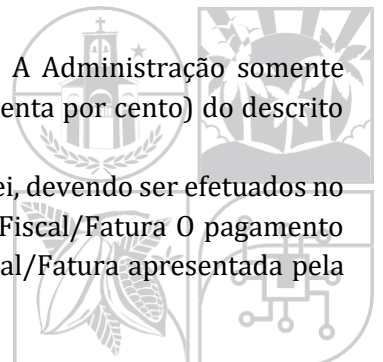 A Administração somente
enta por cento) do descrito
ei, devendo ser efetuados no
Fiscal/Fatura O pagamento
al/Fatura apresentada pela